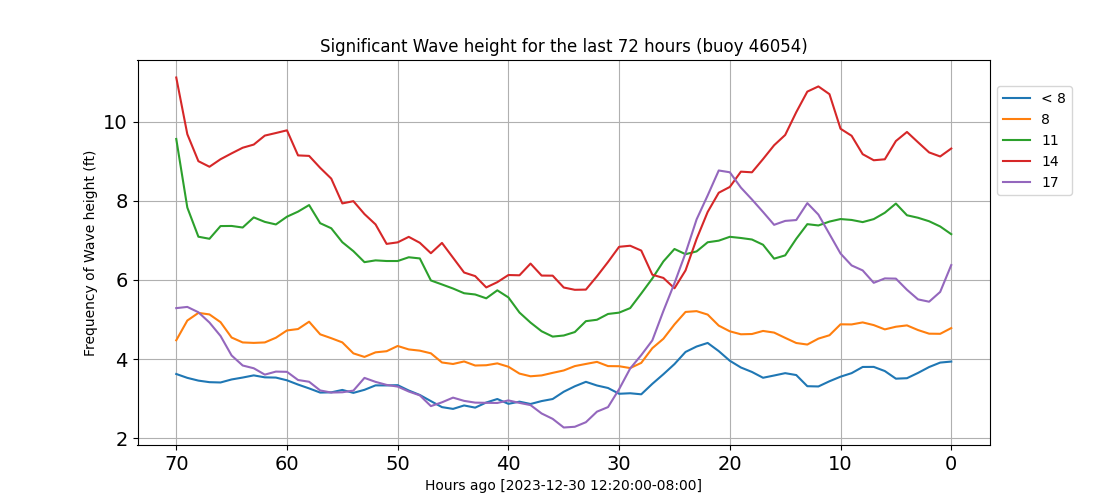 Significant Wave height for the last 72 hours (buoy 46054)
Frequency of Wave height (ft)
10
8
6
4
2
70 60 50 40 30 20 10 0
Hours ago [2023-12-30 12:20:00-08:00]
< 8
8
11
14
17